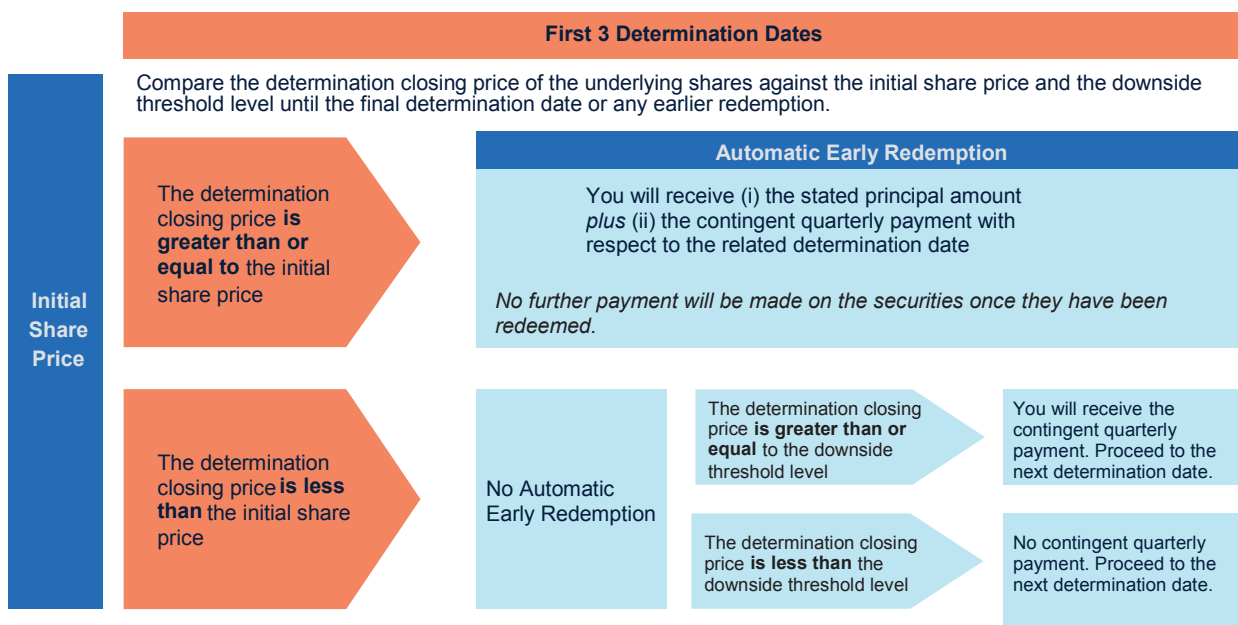 First 3 Determination Dates
Compare the determination closing price of the underlying shares against the initial share price and the downside
threshold level until the final determination date or any earlier redemption.
Initial
Share
Price
The determination
closing price is
greater than or
equal to the initial
share price
Automatic Early Redemption
You will receive (i) the stated principal amount
plus (ii) the contingent quarterly payment with
respect to the related determination date
No further payment will be made on the securities once they have been
redeemed.
The determination
closing price is less
than the initial share
price
No Automatic
Early Redemption
The determination closing
price is greater than or
equal to the downside
threshold level
You will receive the
contingent quarterly
payment. Proceed to the
next determination date.
The determination closing
price is less than the
downside threshold level
No contingent quarterly
payment. Proceed to the
next determination date.